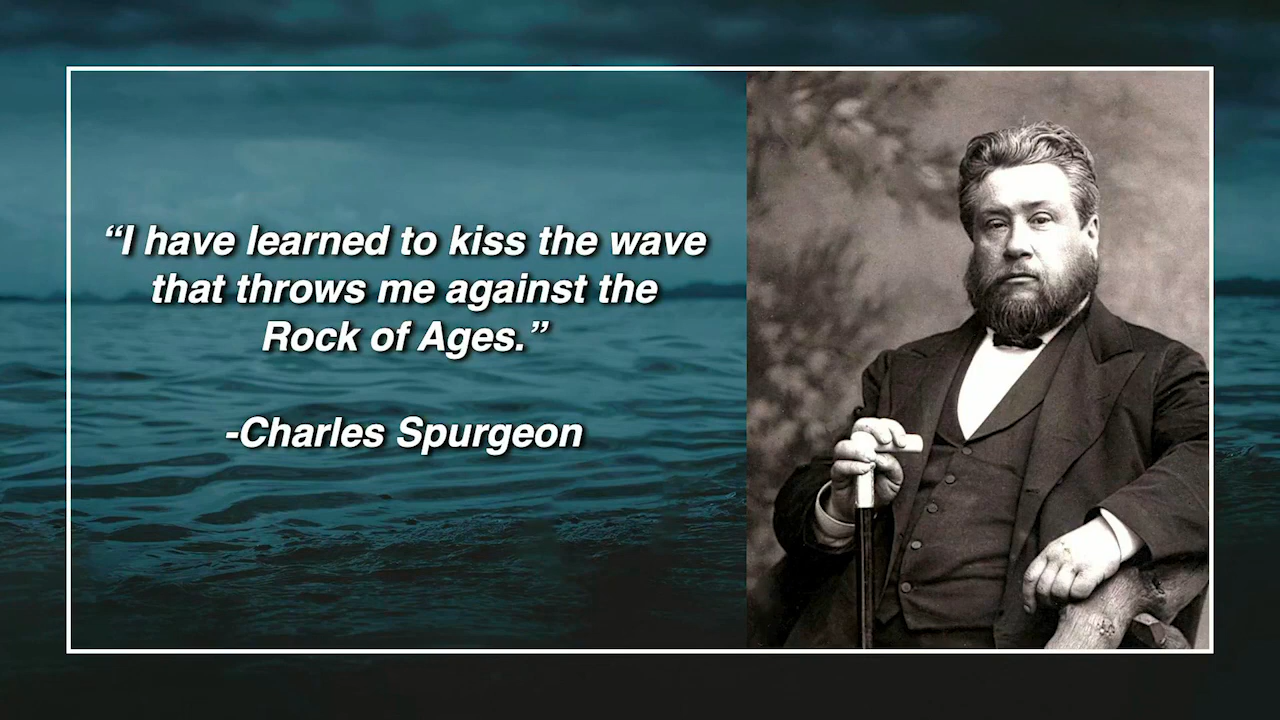 “I have learned to kiss the wave
that throws me against the
Rock of Ages.”
-Charles Spurgeon